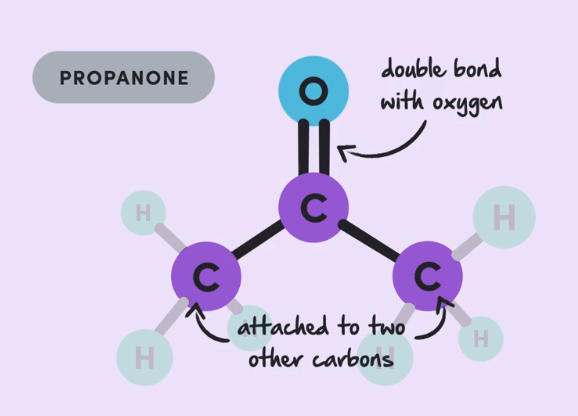 PROPANONE
O
double bond
with oxygen
C
H
H
C
C
H
attached to two
other carbons
H
H
H